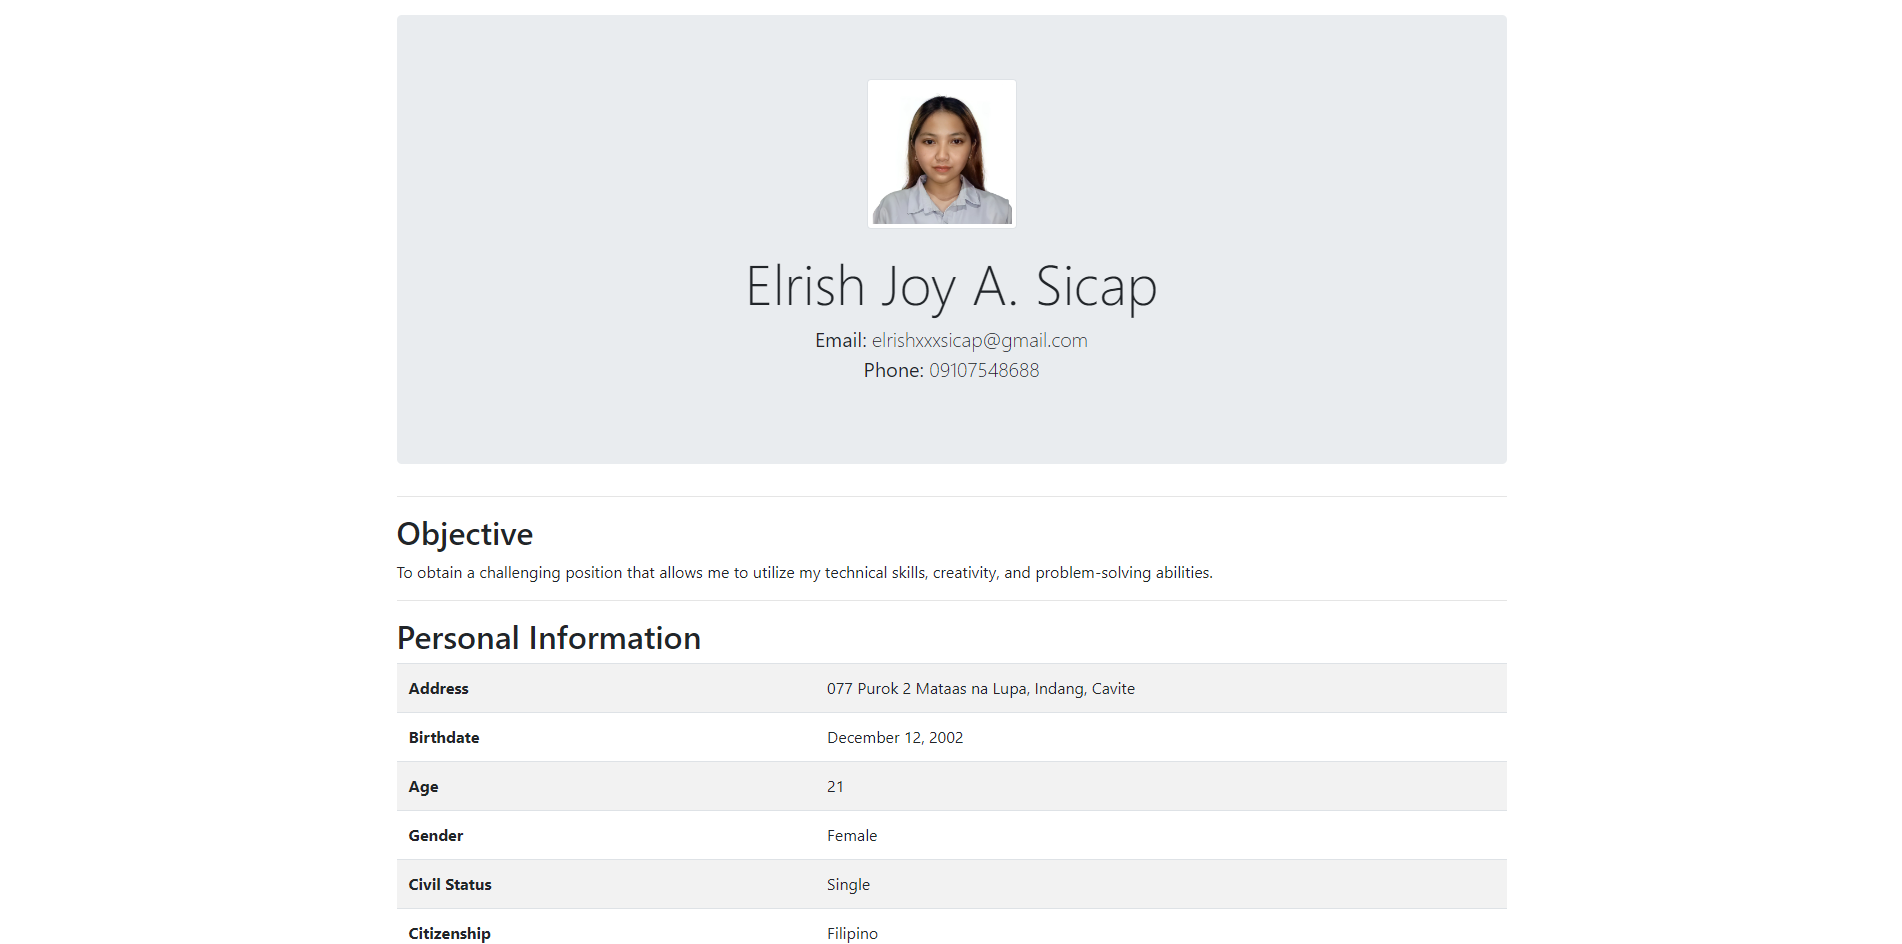 Elrish Joy A. Sicap
Email: elrishxxxsicap@gmail.com
Phone: 09107548688
Objective
To obtain a challenging position that allows me to utilize my technical skills, creativity, and problem-solving abilities.
Personal Information
Address 077 Purok 2 Mataas na Lupa, Indang, Cavite
Birthdate December 12, 2002
Age 21
Gender Female
Civil Status Single
Citizenship Filipino